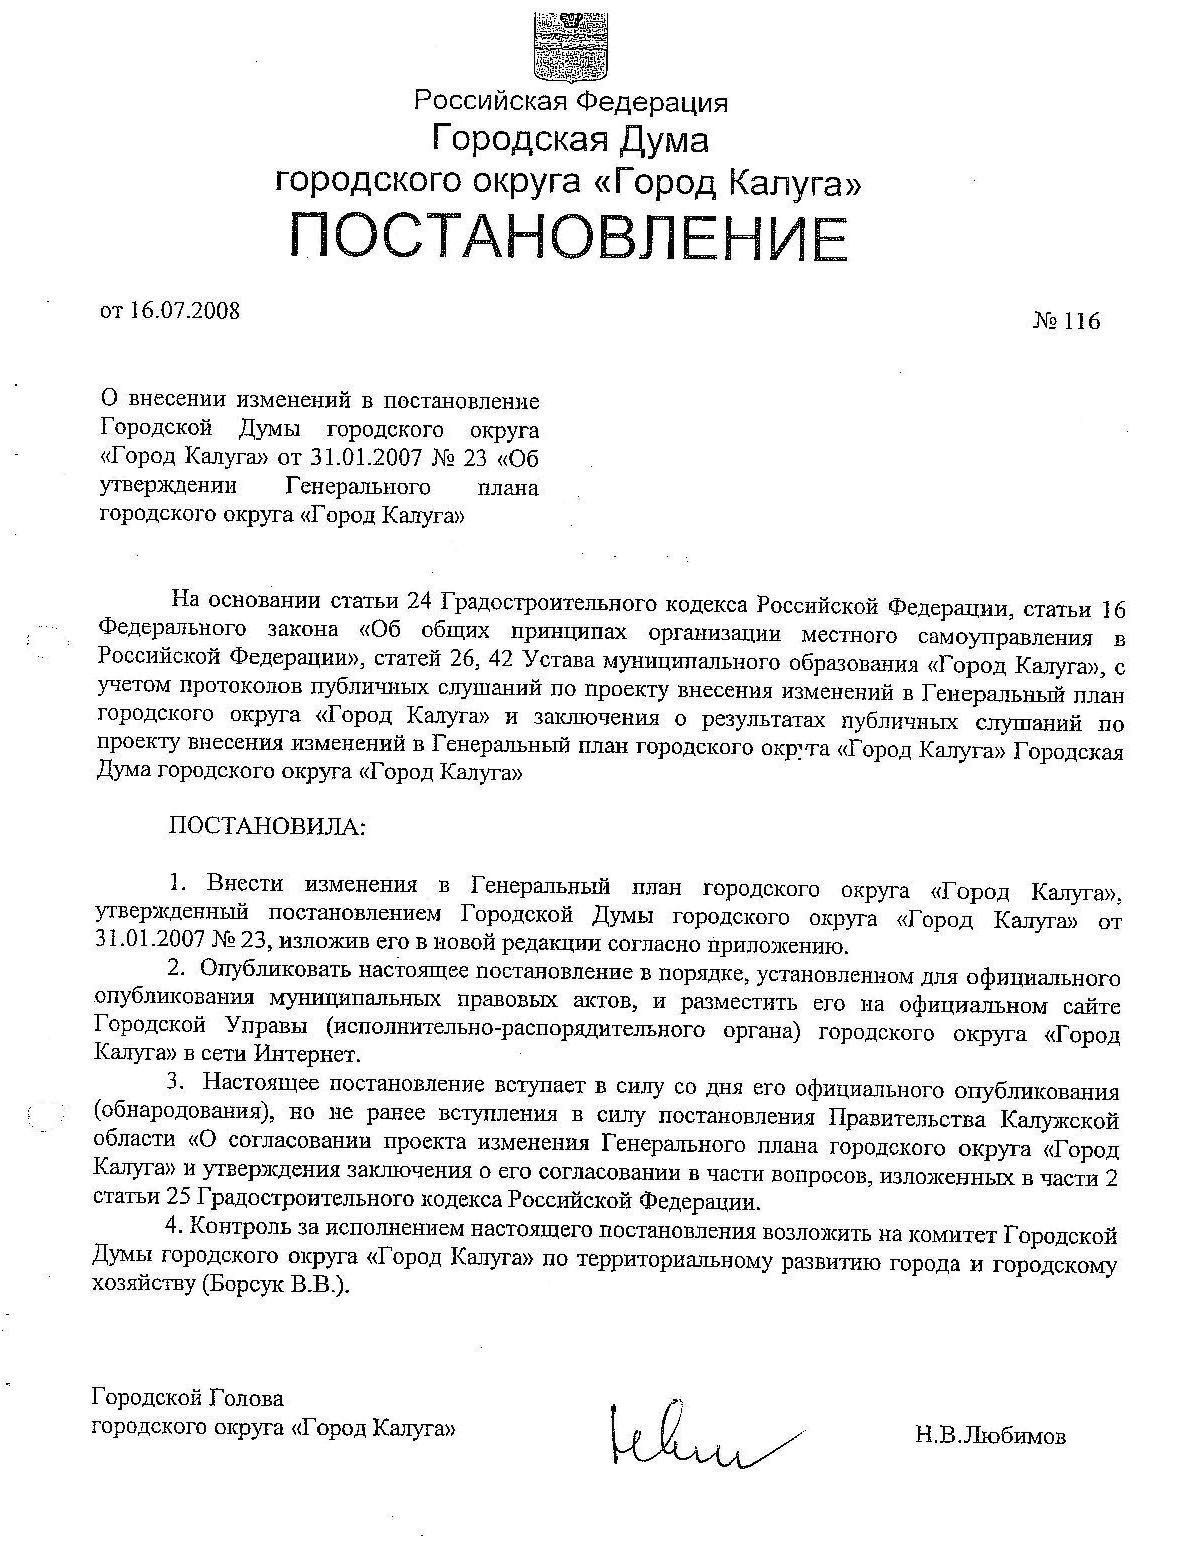 Российская Федерация
Городская Дума
городского округа «Город Калуга»
ПОСТАНОВЛЕНИЕ
от 16.07.2008
№ 116
О внесении изменений в постановление
Городской Думы городского округа
«Город Калуга» от 31.01.2007 № 23 «Об
утверждении Генерального плана
городского округа «Город Калуга»
На основании статьи 24 Градостроительного кодекса Российской Федерации, статьи 16
Федерального закона «Об общих принципах организации местного самоуправления в
Российской Федерации», статей 26, 42 Устава муниципального образования «Город Калуга», с
учетом протоколов публичных слушаний по проекту внесения изменений в Генеральный план
городского округа «Город Калуга» и заключения о результатах публичных слушаний по
проекту внесения изменений в Генеральный план городского округа «Город Калуга» Городская
Дума городского округа «Город Калуга»
ПОСТАНОВИЛА:
1. Внести изменения в Генеральный план городского округа «Город Калуга»,
утвержденный постановлением Городской Думы городского округа «Город Калуга» от
31.01.2007 № 23, изложив его в новой редакции согласно приложению.
2. Опубликовать настоящее постановление в порядке, установленном для официального
опубликования муниципальных правовых актов, и разместить его на официальном сайте
Городской Управы (исполнительно-распорядительного органа) городского округа «Город
Калуга» в сети Интернет.
3. Настоящее постановление вступает в силу со дня его официального опубликования
(обнародования), но не ранее вступления в силу постановления Правительства Калужской
области «О согласовании проекта изменения Генерального плана городского округа «Город
Калуга» и утверждения заключения о его согласовании в части вопросов, изложенных в части 2
статьи 25 Градостроительного кодекса Российской Федерации.
4. Контроль за исполнением настоящего постановления возложить на комитет Городской
Думы городского округа «Город Калуга» по территориальному развитию города и городскому
хозяйству (Борсук В.В.).
Городской Голова
городского округа «Город Калуга»
Н.В.Любимов